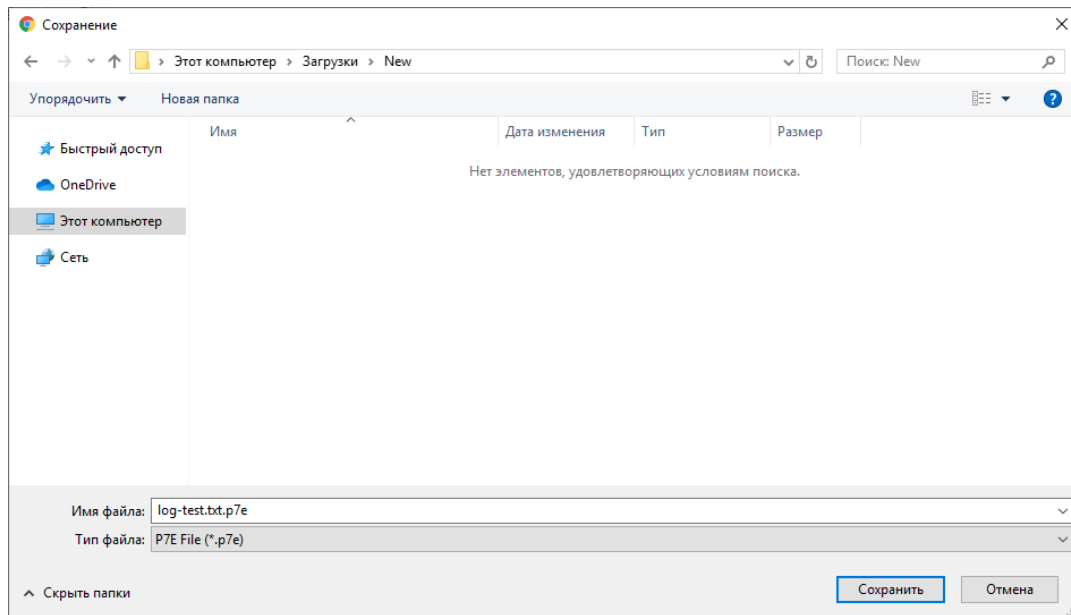 Сохранение
Этот компьютер > Загрузки > New
Поиск: New
Упорядочить
Новая папка
Имя
Дата изменения
Тип
Размер
Быстрый доступ
OneDrive
Этот компьютер
Сеть
Нет элементов, удовлетворяющих условиям поиска.
Имя файла: log-test.txt.p7e
Тип файла: P7E File (*.p7e)
Скрыть папки
Сохранить
Отмена